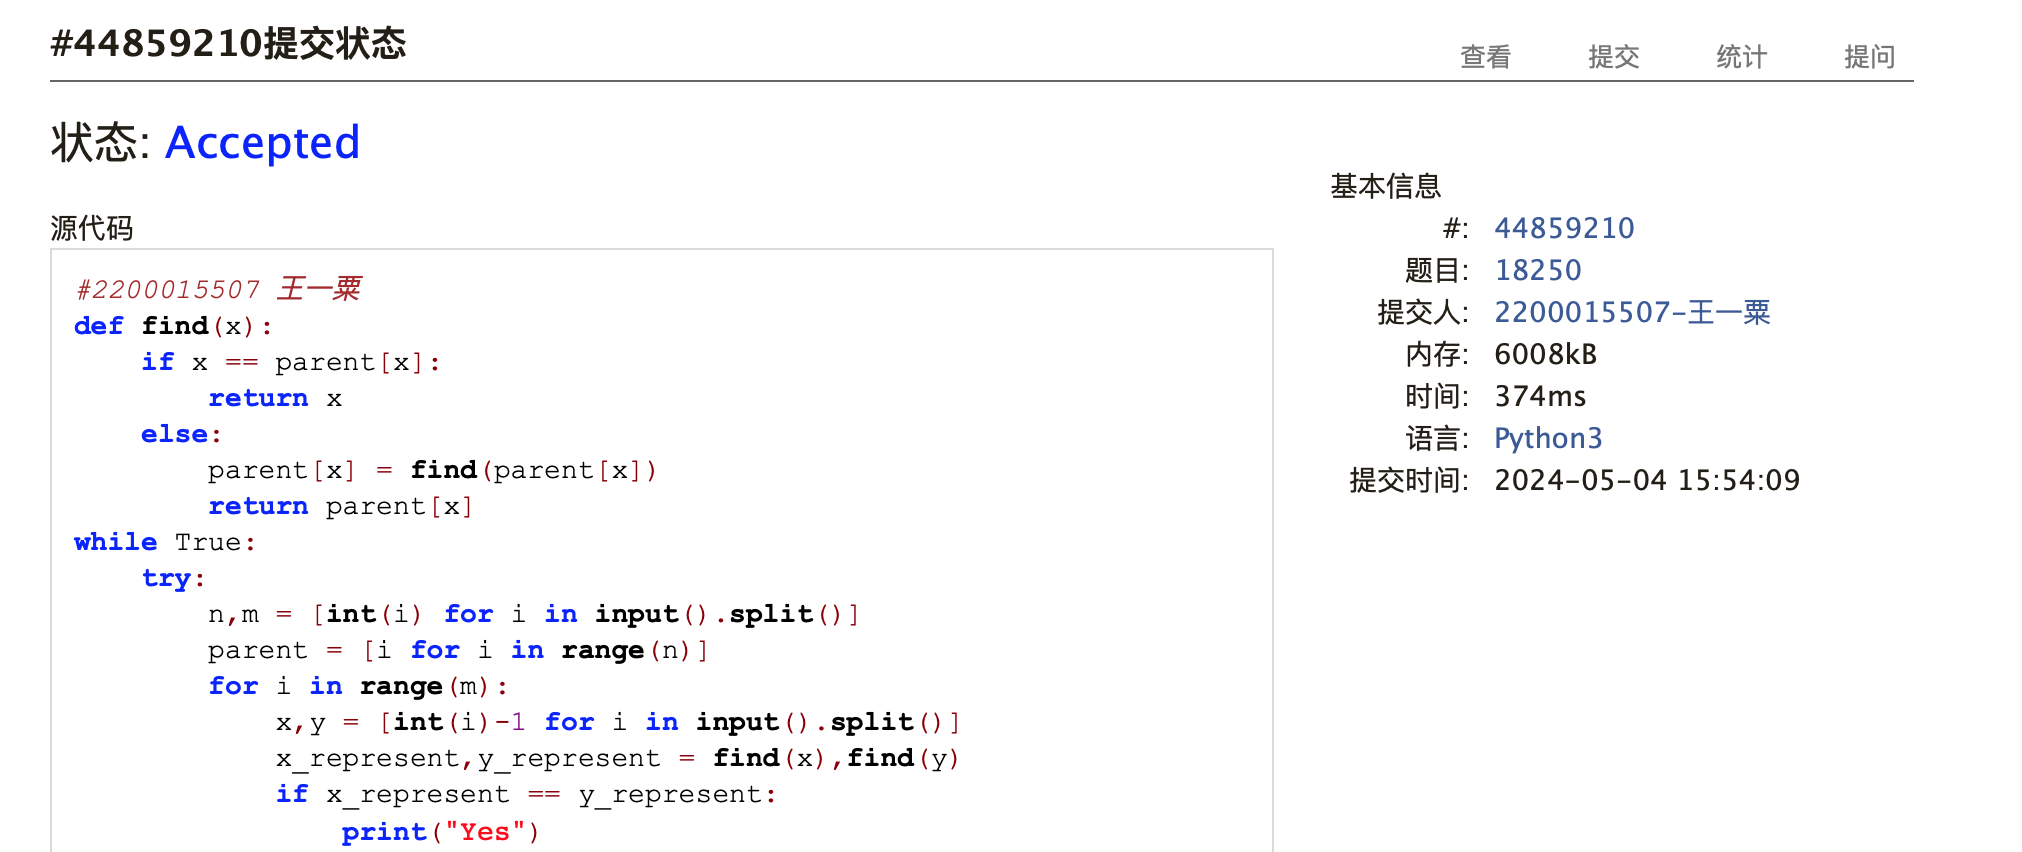 #44859210提交状态
查看 提交 统计 提问
状态: Accepted
源代码
#2200015507 王一粟
def find(x):
    if x == parent[x]:
        return x
    else:
        parent[x] = find(parent[x])
        return parent[x]
while True:
    try:
        n,m = [int(i) for i in input().split()]
        parent = [i for i in range(n)]
        for i in range(m):
            x,y = [int(i)-1 for i in input().split()]
            x_represent,y_represent = find(x),find(y)
            if x_represent == y_represent:
                print("Yes")
基本信息
#: 44859210
题目: 18250
提交人: 2200015507-王一粟
内存: 6008kB
时间: 374ms
语言: Python3
提交时间: 2024-05-04 15:54:09